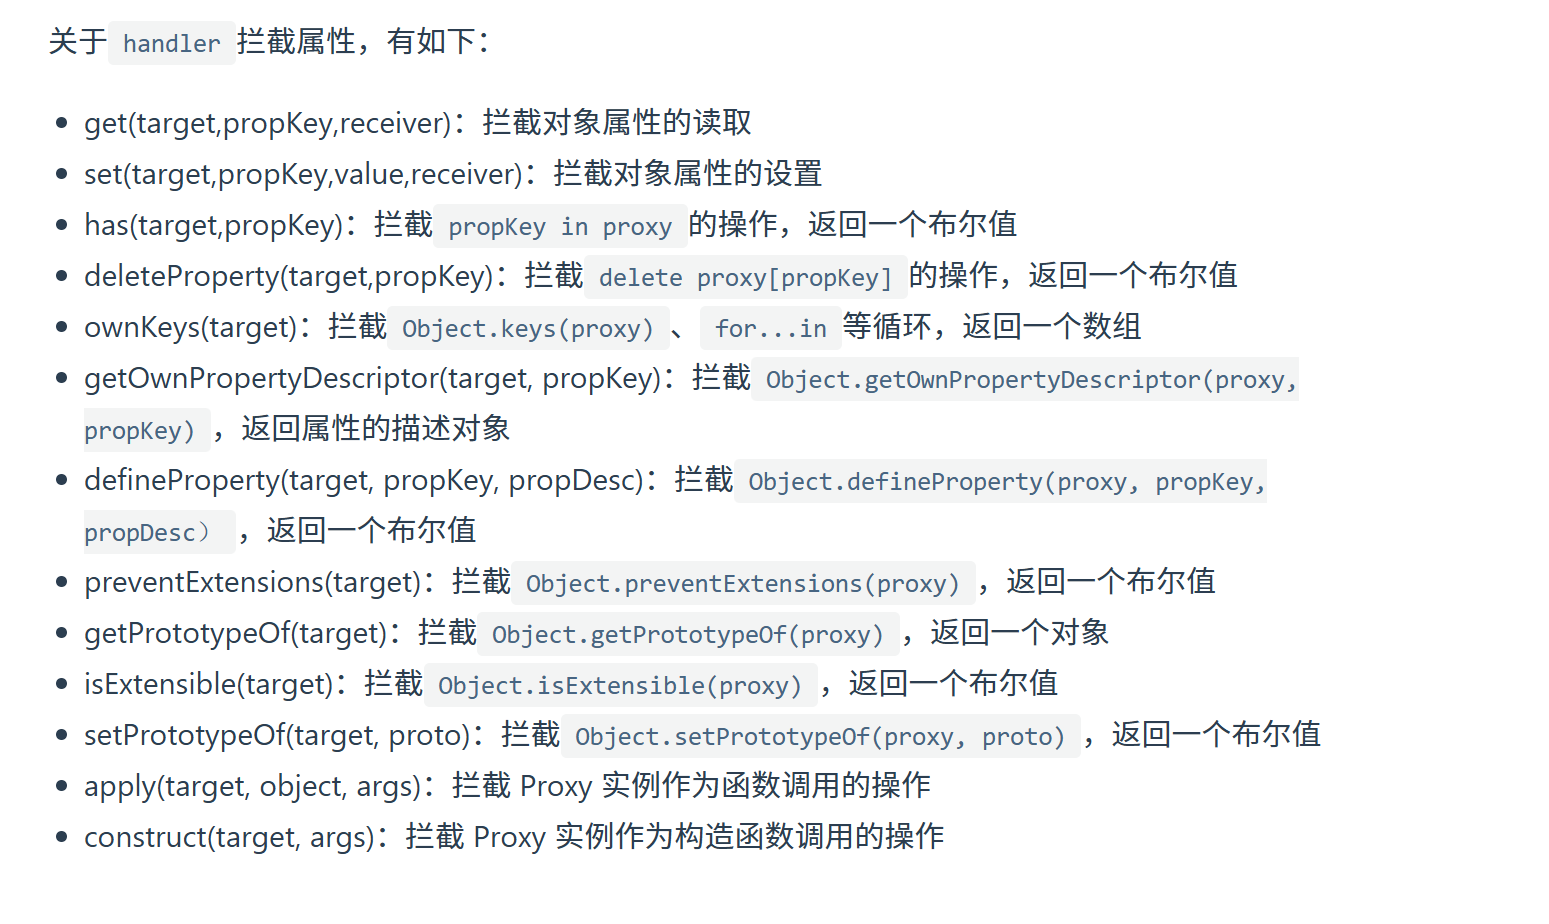 关于 handler 拦截属性，有如下：
get(target,propKey,receiver)：拦截对象属性的读取
set(target,propKey,value,receiver)：拦截对象属性的设置
has(target,propKey)：拦截 propKey in proxy 的操作，返回一个布尔值
deleteProperty(target,propKey)：拦截 delete proxy[propKey] 的操作，返回一个布尔值
ownKeys(target)：拦截 Object.keys(proxy) 、 for...in 等循环，返回一个数组
getOwnPropertyDescriptor(target, propKey)：拦截 Object.getOwnPropertyDescriptor(proxy,
propKey) ，返回属性的描述对象
defineProperty(target, propKey, propDesc)：拦截 Object.defineProperty(proxy, propKey,
propDesc） ，返回一个布尔值
preventExtensions(target)：拦截 Object.preventExtensions(proxy) ，返回一个布尔值
getPrototypeOf(target)：拦截 Object.getPrototypeOf(proxy) ，返回一个对象
isExtensible(target)：拦截 Object.isExtensible(proxy) ，返回一个布尔值
setPrototypeOf(target, proto)：拦截 Object.setPrototypeOf(proxy, proto) ，返回一个布尔值
apply(target, object, args)：拦截 Proxy 实例作为函数调用的操作
construct(target, args)：拦截 Proxy 实例作为构造函数调用的操作